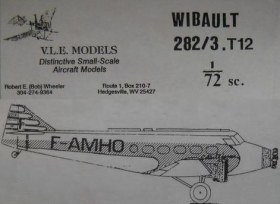 V.L.E. MODELS
Distinctive Small-Scale
Aircraft Models
Robert E. (Bob) Wheeler
304-274-9354
Route 1, Box 210-7
Hedgesville, WV 25427
WIBAULT
282/3.T12
1/72 sc.
F-AMHO